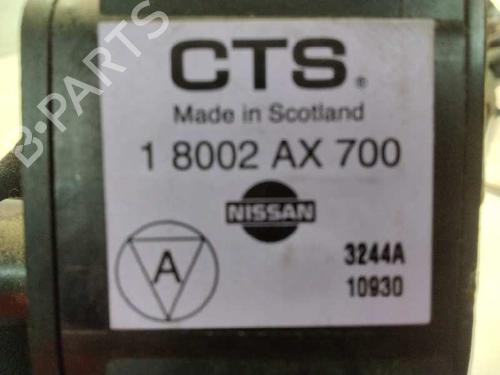 CTS®
Made in Scotland
1 8002 AX 700
NISSAN
A
3244A
10930
B-PARTS